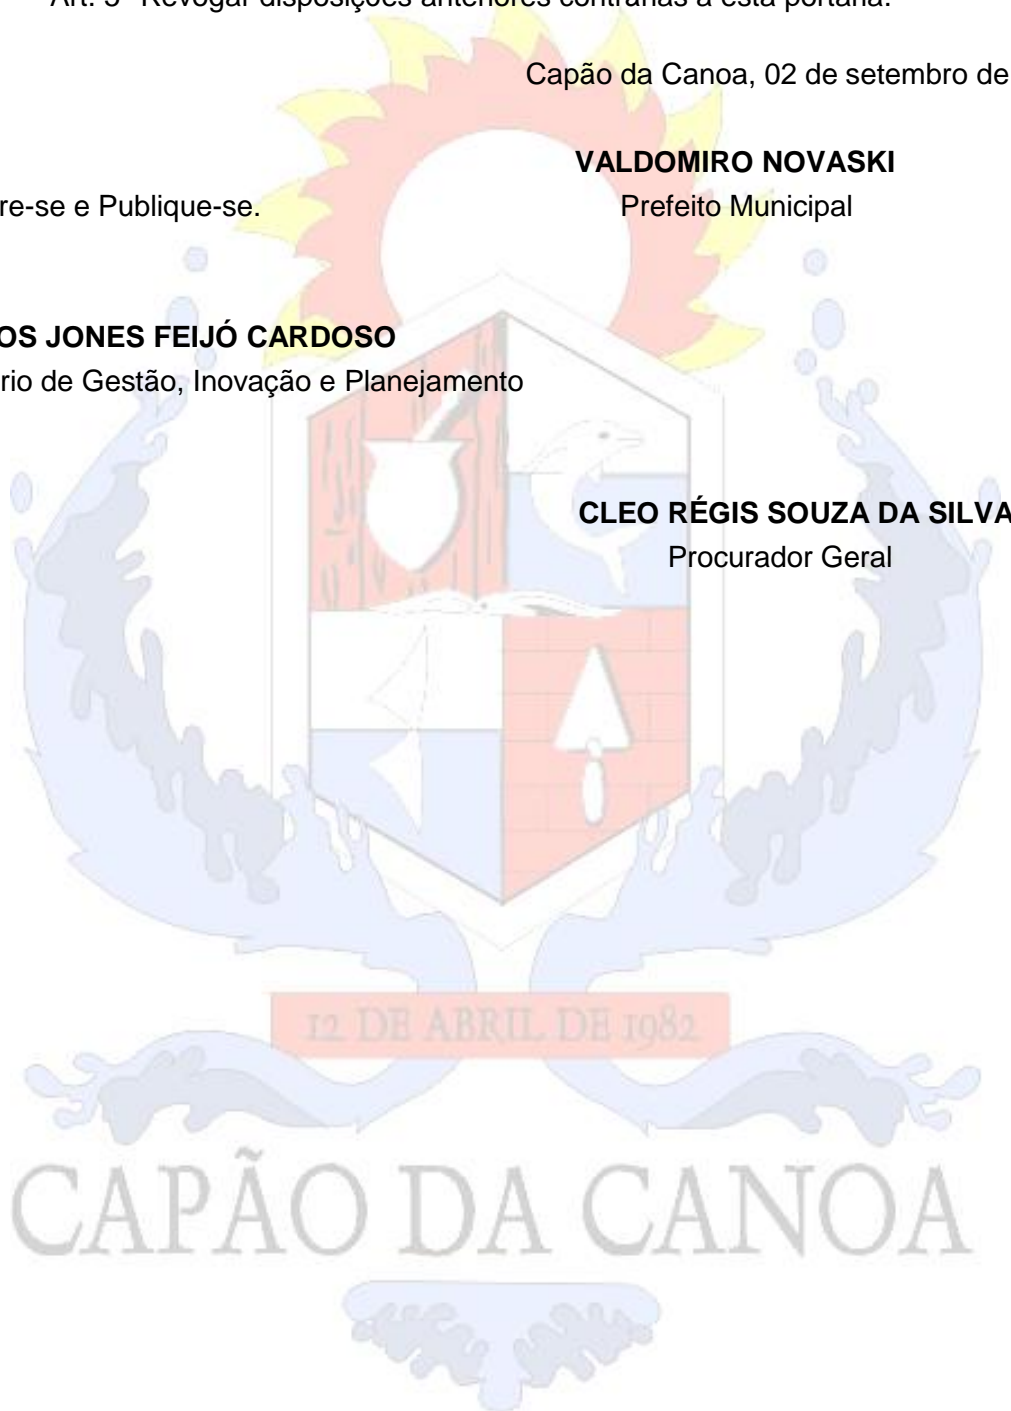 Revogar disposições anteriores contrárias a esta portaria.
Capão da Canoa, 02 de setembro de
VALDOMIRO NOVASKI
re-se e Publique-se. Prefeito Municipal
OS JONES FEIJÓ CARDOSO
rio de Gestão, Inovação e Planejamento
CLEO RÉGIS SOUZA DA SILVA
Procurador Geral
12 DE ABRIL DE 1982
CAPÃO DA CANOA